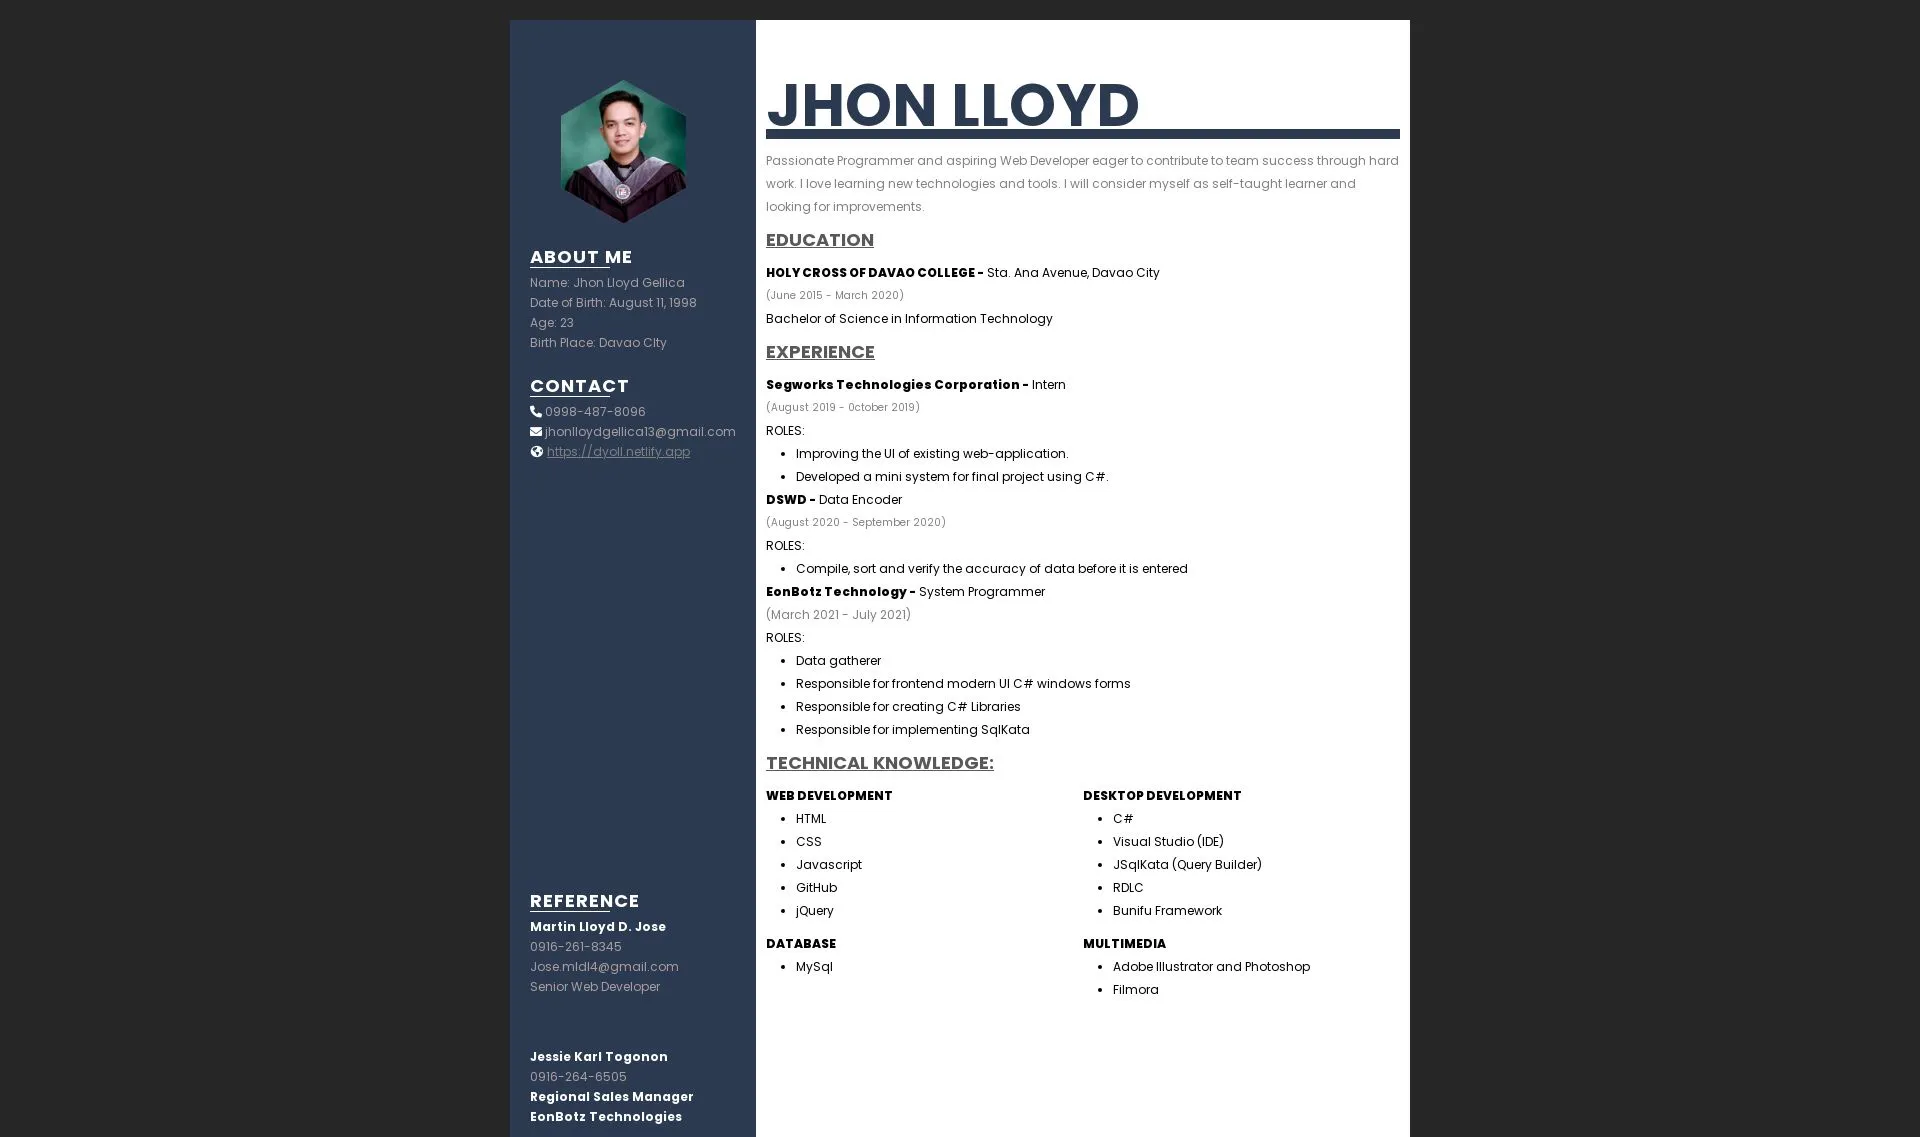 ABOUT ME
Name: Jhon Lloyd Gellica
Date of Birth: August 11, 1998
Age: 23
Birth Place: Davao CIty
CONTACT
0998-487-8096
jhonlloydgellica13@gmail.com
https://dyoll.netlify.app
REFERENCE
Martin Lloyd D. Jose
0916-261-8345
Jose.mldl4@gmail.com
Senior Web Developer
Jessie Karl Togonon
0916-264-6505
Regional Sales Manager
EonBotz Technologies
JHON LLOYD
Passionate Programmer and aspiring Web Developer eager to contribute to team success through hard
work. I love learning new technologies and tools. I will consider myself as self-taught learner and
looking for improvements.
EDUCATION
HOLY CROSS OF DAVAO COLLEGE - Sta. Ana Avenue, Davao City
(June 2015 - March 2020)
Bachelor of Science in Information Technology
EXPERIENCE
Segworks Technologies Corporation - Intern
(August 2019 - 0ctober 2019)
ROLES:
• Improving the UI of existing web-application.
• Developed a mini system for final project using C#.
DSWD - Data Encoder
(August 2020 - September 2020)
ROLES:
• Compile, sort and verify the accuracy of data before it is entered
EonBotz Technology - System Programmer
(March 2021 - July 2021)
ROLES:
• Data gatherer
• Responsible for frontend modern UI C# windows forms
• Responsible for creating C# Libraries
• Responsible for implementing SqlKata
TECHNICAL KNOWLEDGE:
WEB DEVELOPMENT
• HTML
• CSS
• Javascript
• GitHub
• jQuery
DESKTOP DEVELOPMENT
• C#
• Visual Studio (IDE)
• JSqlKata (Query Builder)
• RDLC
• Bunifu Framework
DATABASE
• MySql
MULTIMEDIA
• Adobe Illustrator and Photoshop
• Filmora